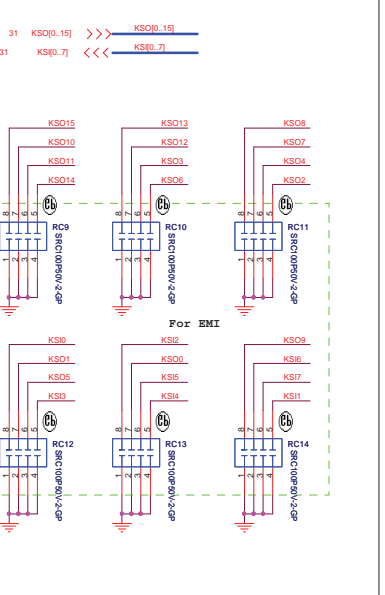 31 KSO[0..15] KSO[0..15]
31 KSI[0..7] KSI[0..7]
KSO15 KSO13 KSO8
KSO10 KSO12 KSO7
KSO11 KSO3 KSO4
KSO14 KSO6 KSO2
8 7 6 5 8 7 6 5 8 7 6 5
RC9 RC10 RC11
SRC100P50V-2-GP SRC100P50V-2-GP SRC100P50V-2-GP
1 2 3 4 1 2 3 4 1 2 3 4
For EMI
KSI0 KSI2 KSO9
KSO1 KSO0 KSI6
KSO5 KSI5 KSI7
KSI3 KSI4 KSI1
8 7 6 5 8 7 6 5 8 7 6 5
RC12 RC13 RC14
SRC100P50V-2-GP SRC100P50V-2-GP SRC100P50V-2-GP
1 2 3 4 1 2 3 4 1 2 3 4